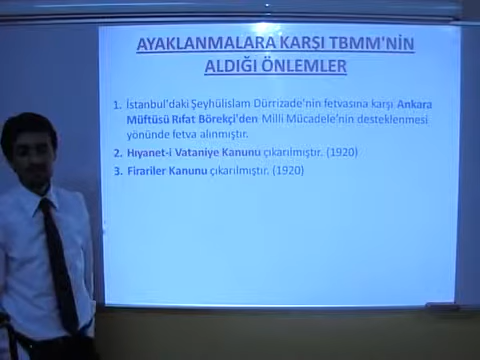 AYAKLANMALARA KARŞI TBMM'NİN
ALDIĞI ÖNLEMLER
1. İstanbul'daki Şeyhülislam Dürrizade'nin fetvasına karşı Ankara
Müftüsü Rıfat Börekçi'den Milli Mücadele'nin desteklenmesi
yönünde fetva alınmıştır.
2. Hıyanet-i Vataniye Kanunu çıkarılmıştır. (1920)
3. Firariler Kanunu çıkarılmıştır. (1920)